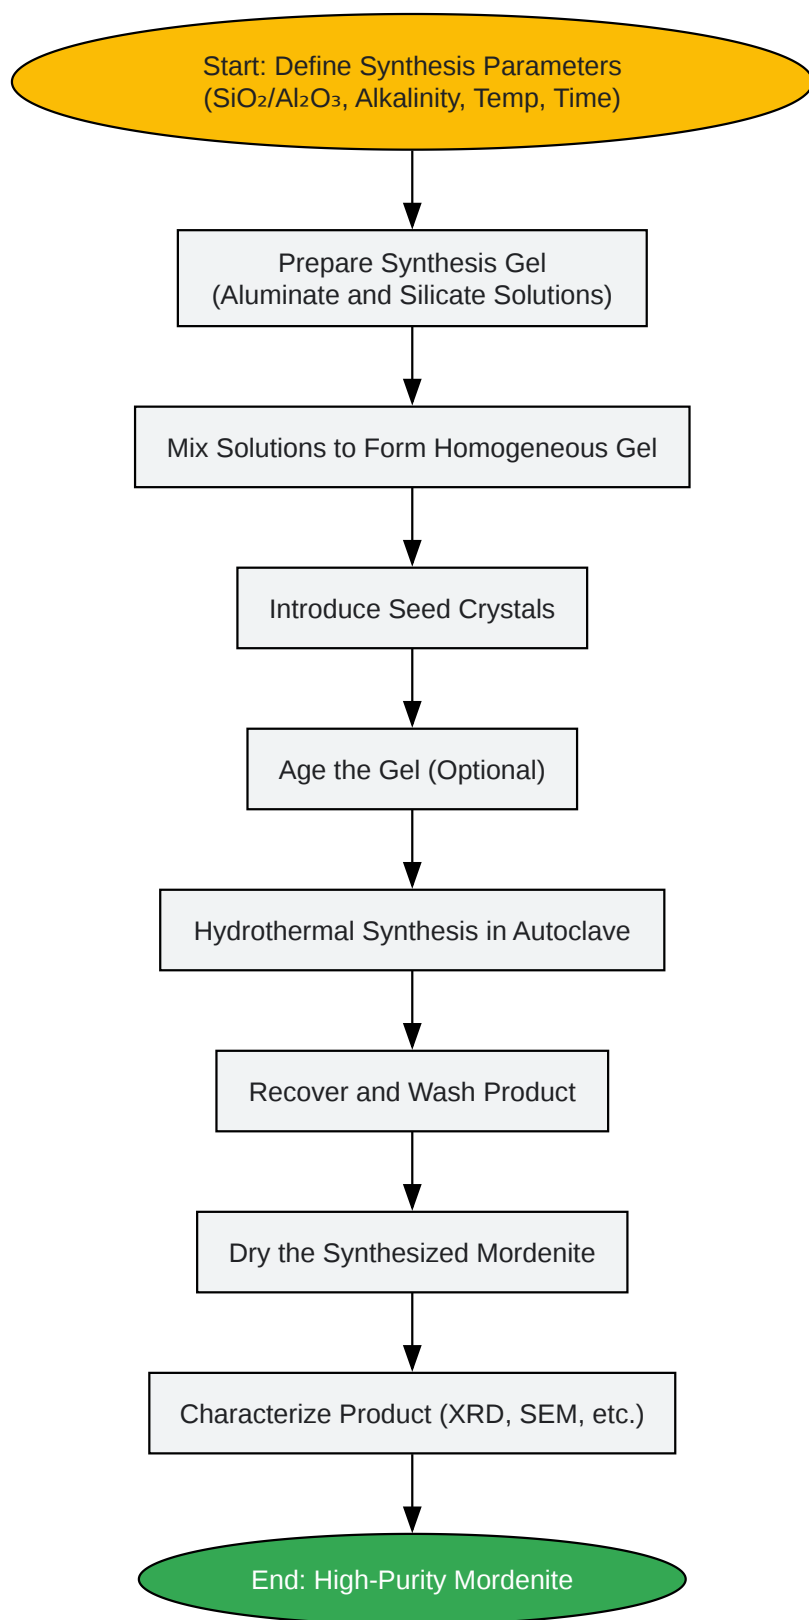 Start: Define Synthesis Parameters
(SiO₂/Al₂O₃, Alkalinity, Temp, Time)
Prepare Synthesis Gel
(Aluminate and Silicate Solutions)
Mix Solutions to Form Homogeneous Gel
Introduce Seed Crystals
Age the Gel (Optional)
Hydrothermal Synthesis in Autoclave
Recover and Wash Product
Dry the Synthesized Mordenite
Characterize Product (XRD, SEM, etc.)
End: High-Purity Mordenite